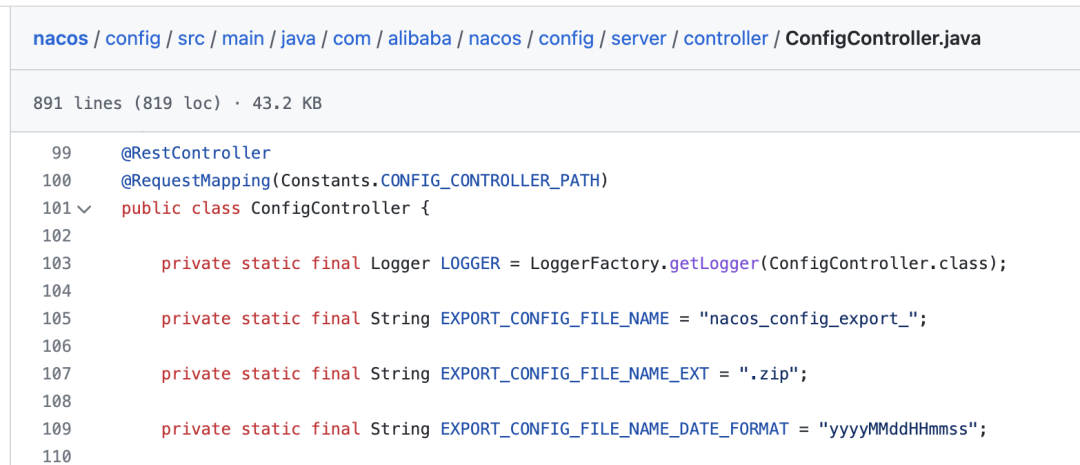 nacos / config / src / main / java / com / alibaba / nacos / config / server / controller / ConfigController.java
891 lines (819 loc) · 43.2 KB
99 @RestController
100 @RequestMapping(Constants.CONFIG_CONTROLLER_PATH)
101 public class ConfigController {
102
103 private static final Logger LOGGER = LoggerFactory.getLogger(ConfigController.class);
104
105 private static final String EXPORT_CONFIG_FILE_NAME = "nacos_config_export_";
106
107 private static final String EXPORT_CONFIG_FILE_NAME_EXT = ".zip";
108
109 private static final String EXPORT_CONFIG_FILE_NAME_DATE_FORMAT = "yyyyMMddHHmmss";
110